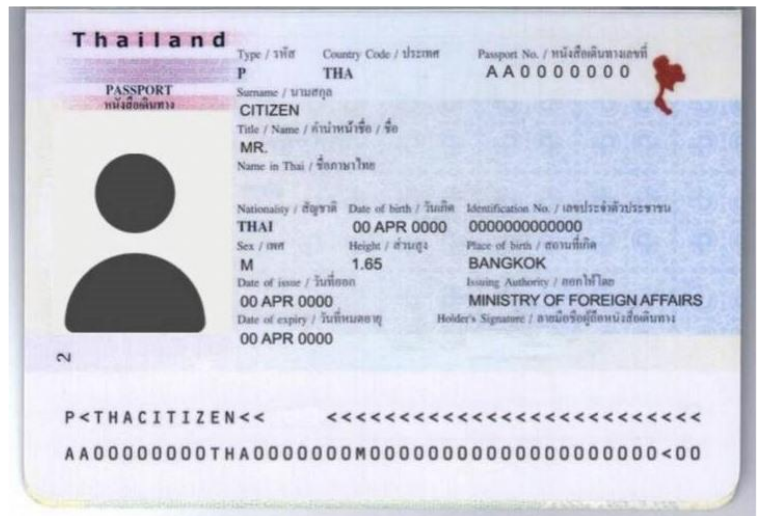 Thailand
PASSPORT
หนังสือเดินทาง
Type / รหัส Country Code / ประเทศ Passport No. / หนังสือเดินทางเลขที่
P THA AA0000000
Surname / นามสกุล
CITIZEN
Title / Name / คำนำหน้าชื่อ / ชื่อ
MR.
Name in Thai / ชื่อภาษาไทย
Nationality / สัญชาติ Date of birth / วันเกิด Identification No. / เลขประจำตัวประชาชน
THAI 00 APR 0000 0000000000000
Sex / เพศ Height / ส่วนสูง Place of birth / สถานที่เกิด
M 1.65 BANGKOK
Date of issue / วันที่ออก Issuing Authority / ออกให้โดย
00 APR 0000 MINISTRY OF FOREIGN AFFAIRS
Date of expiry / วันที่หมดอายุ Holder's Signature / ลายมือชื่อผู้ถือหนังสือเดินทาง
00 APR 0000
2
P<THACITIZEN<< <<<<<<<<<<<<<<<<<<<<<<<<<<
AA00000000THA0000000M00000000000000000000000<00